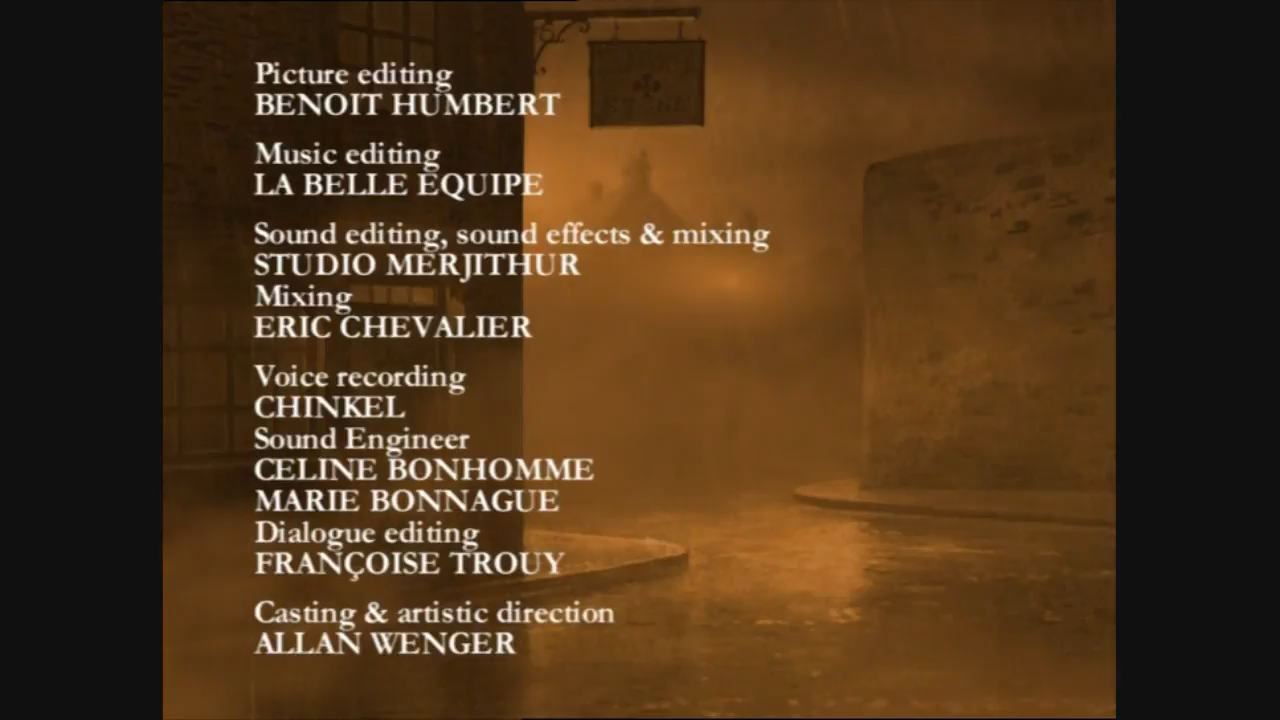 Picture editing
BENOIT HUMBERT
Music editing
LA BELLE EQUIPE
Sound editing, sound effects & mixing
STUDIO MERJITHUR
Mixing
ERIC CHEVALIER
Voice recording
CHINKEL
Sound Engineer
CELINE BONHOMME
MARIE BONNAGUE
Dialogue editing
FRANÇOISE TROUY
Casting & artistic direction
ALLAN WENGER